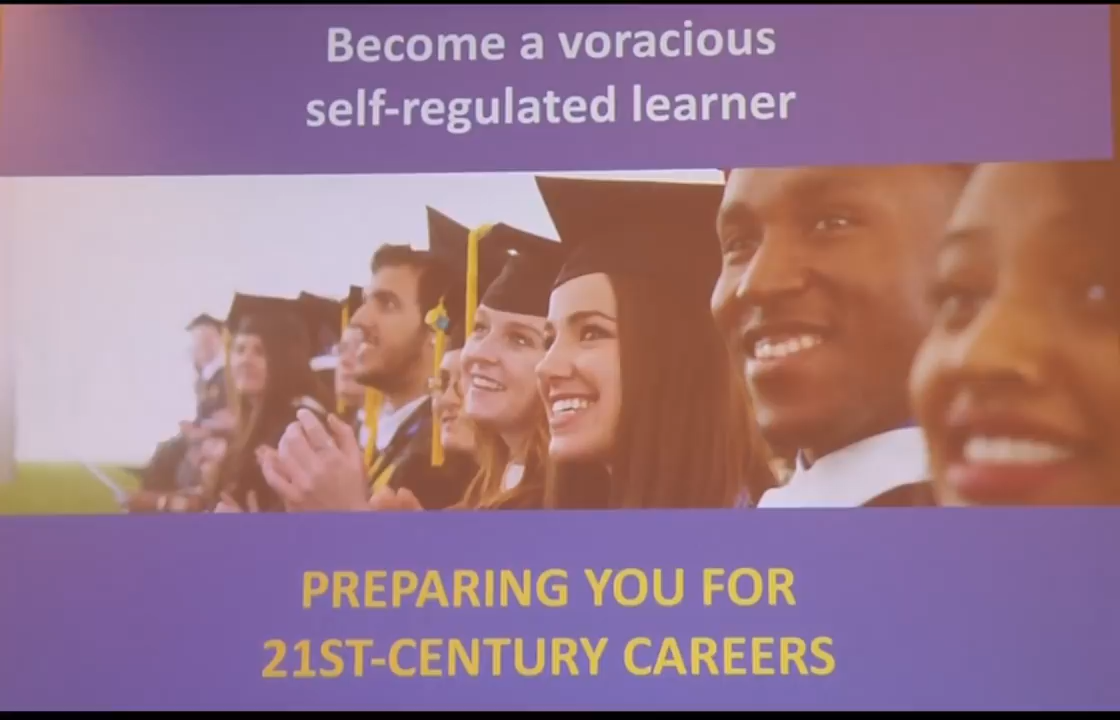 Become a voracious
self-regulated learner
PREPARING YOU FOR
21ST-CENTURY CAREERS